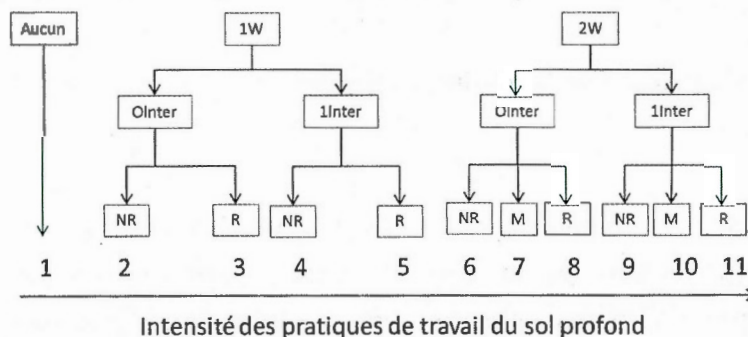 Aucun 1W 2W
0Inter 1Inter 0Inter 1Inter
NR R NR R NR M R NR M R
1 2 3 4 5 6 7 8 9 10 11
Intensité des pratiques de travail du sol profond